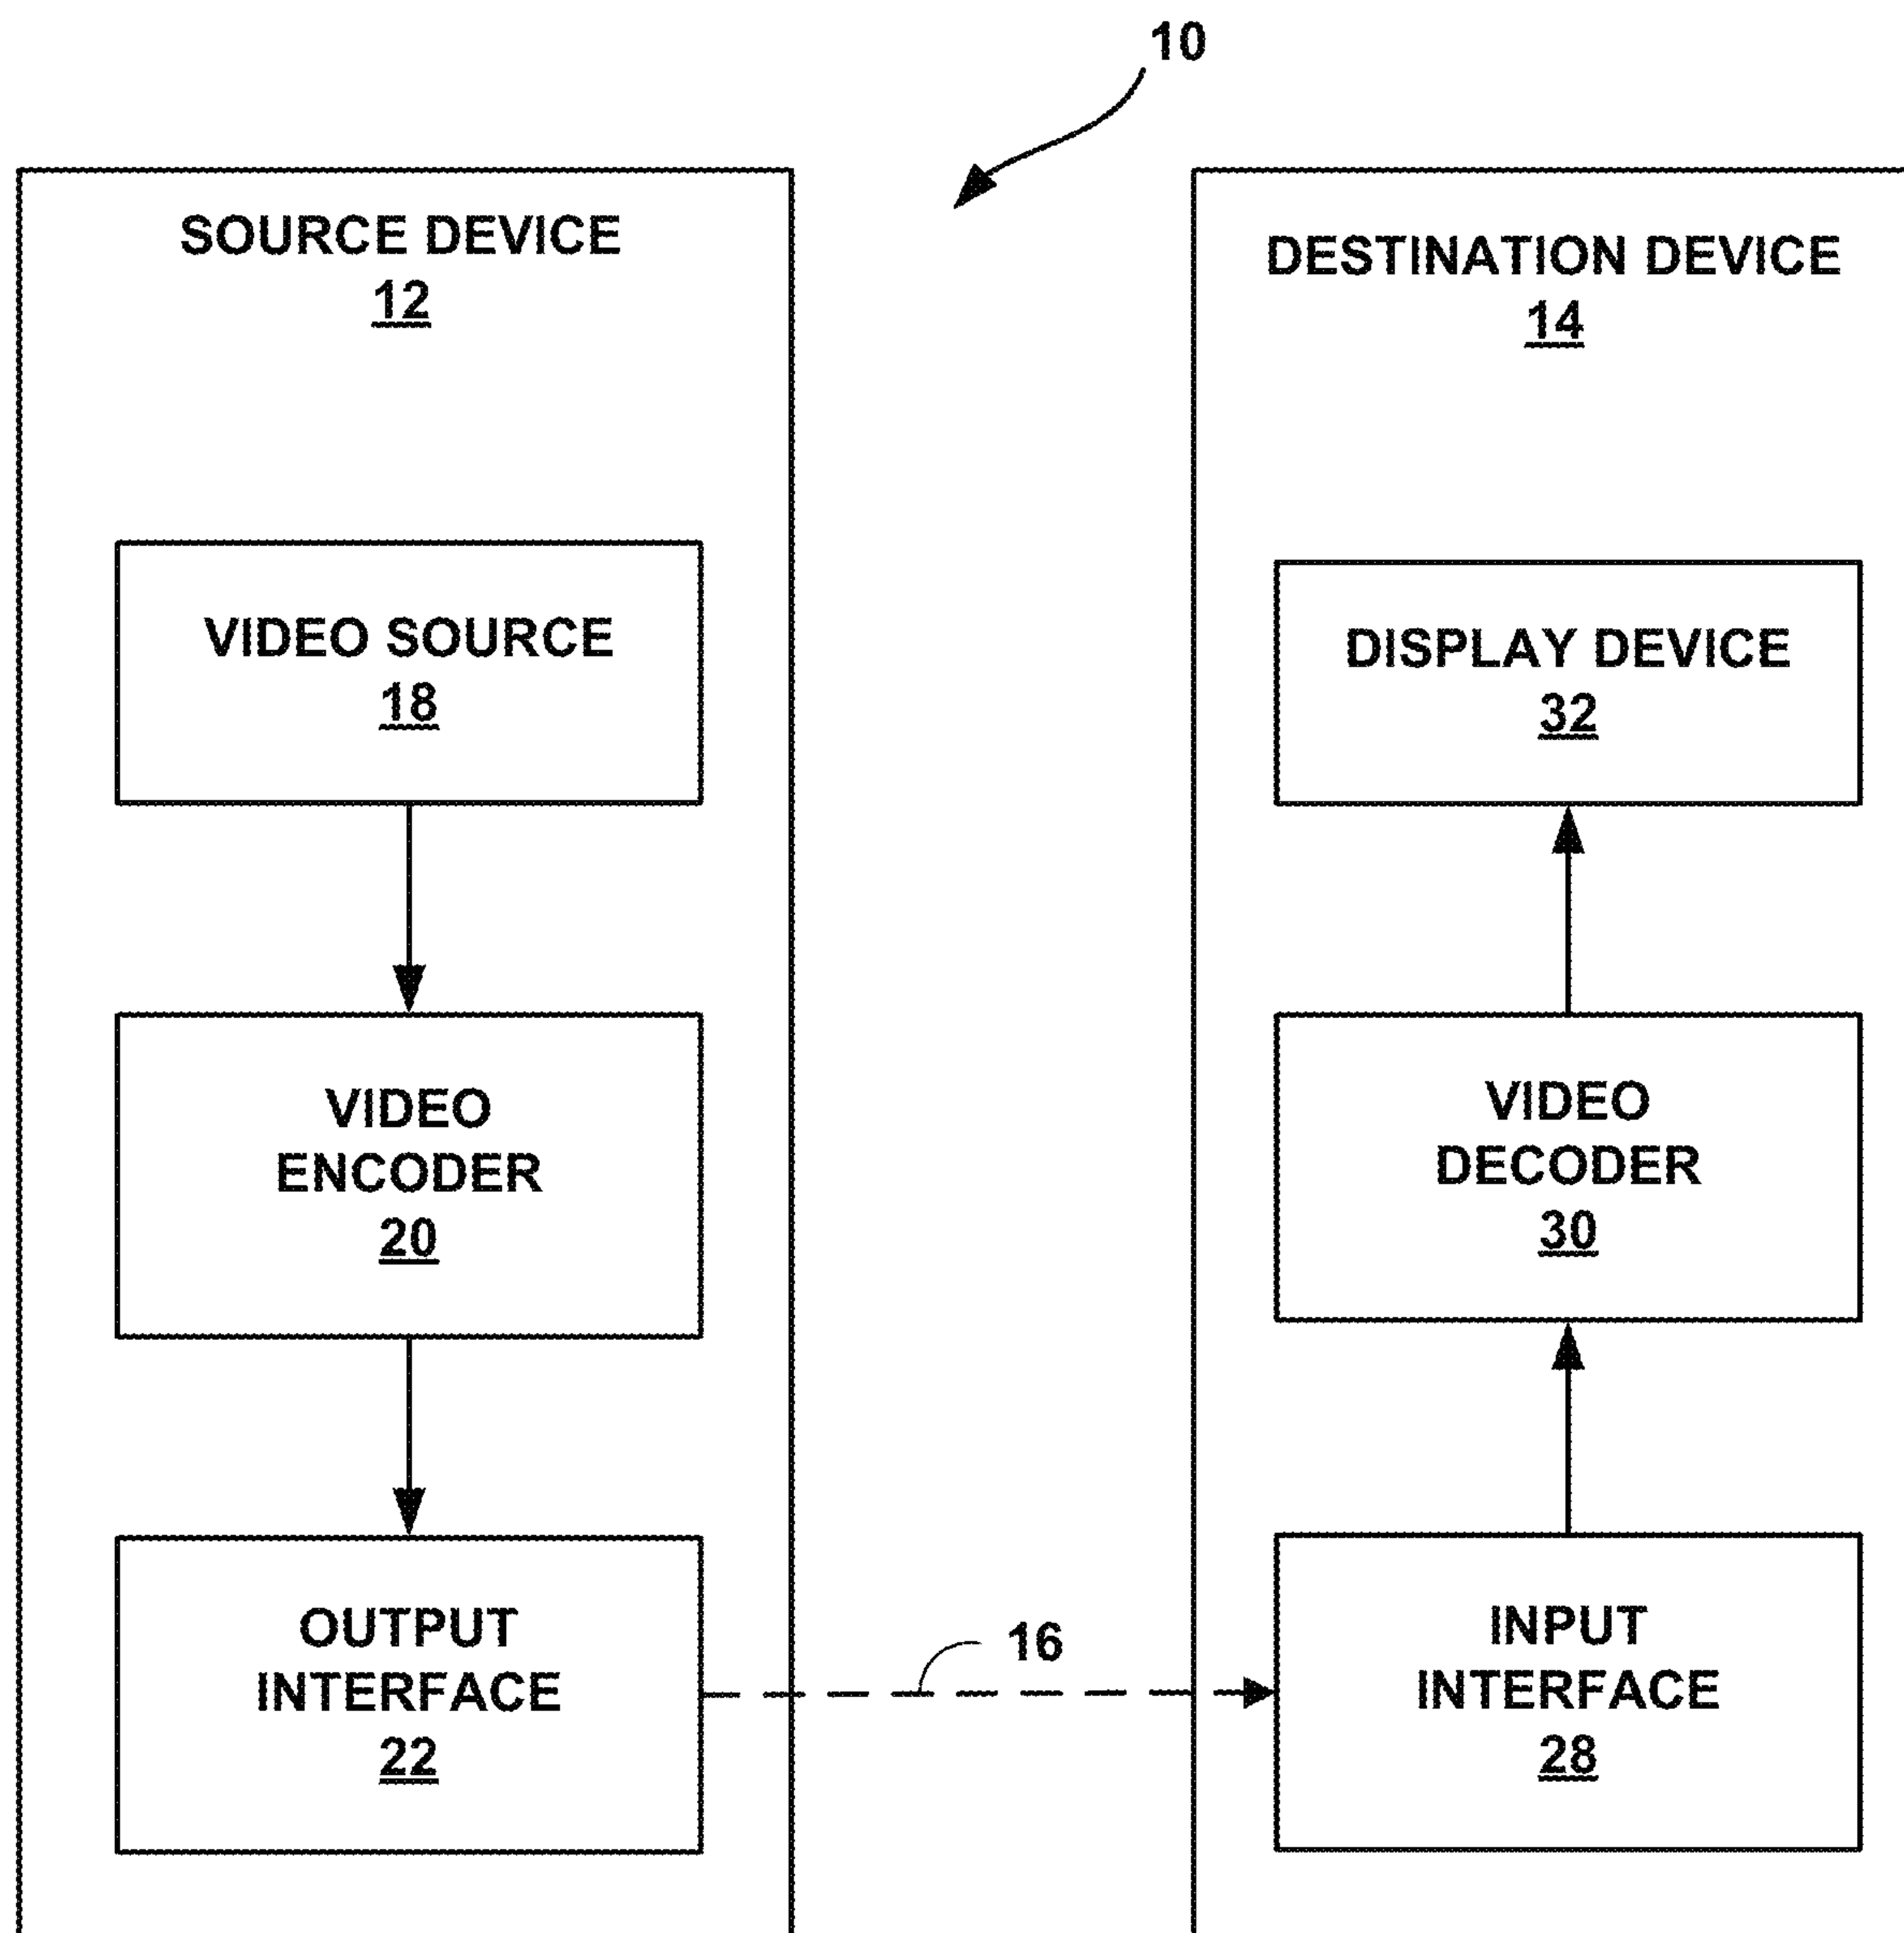 10
SOURCE DEVICE
12
VIDEO SOURCE
18
VIDEO
ENCODER
20
OUTPUT
INTERFACE
22
16
DESTINATION DEVICE
14
DISPLAY DEVICE
32
VIDEO
DECODER
30
INPUT
INTERFACE
28